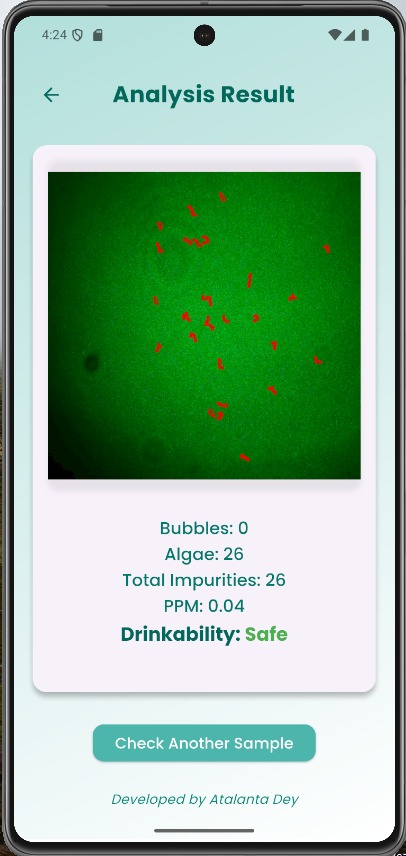 4:24
Analysis Result
Bubbles: 0
Algae: 26
Total Impurities: 26
PPM: 0.04
Drinkability: Safe
Check Another Sample
Developed by Atalanta Dey